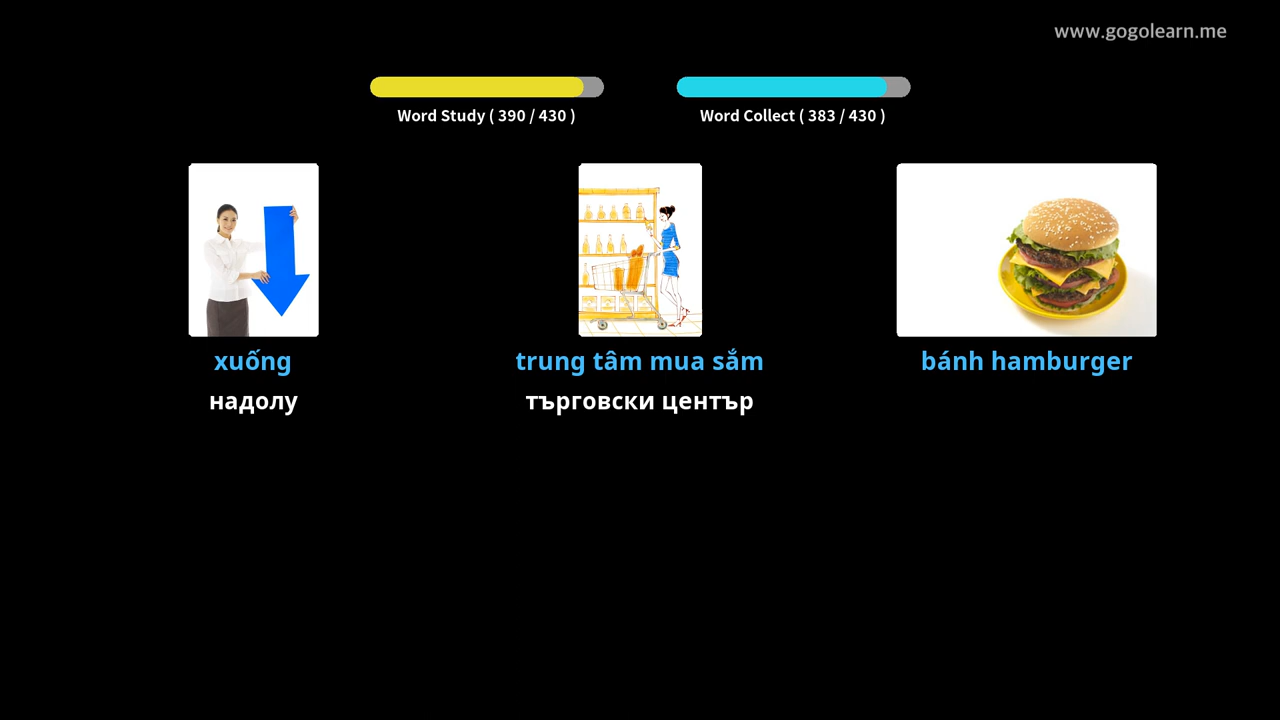 www.gogolearn.me
Word Study ( 390 / 430 )
Word Collect ( 383 / 430 )
xuống
trung tâm mua sắm
bánh hamburger
надолу
търговски център